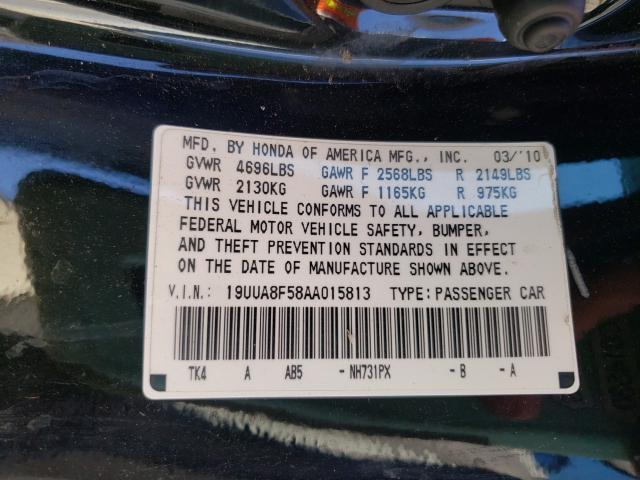 MFD. BY HONDA OF AMERICA MFG., INC. 03/'10
GVWR 4696LBS GAWR F 2568LBS R 2149LBS
GVWR 2130KG GAWR F 1165KG R 975KG
THIS VEHICLE CONFORMS TO ALL APPLICABLE
FEDERAL MOTOR VEHICLE SAFETY, BUMPER,
AND THEFT PREVENTION STANDARDS IN EFFECT
ON THE DATE OF MANUFACTURE SHOWN ABOVE.
V.I.N.: 19UUA8F58AA015813 TYPE: PASSENGER CAR
TK4 A AB5 -NH731PX -B -A